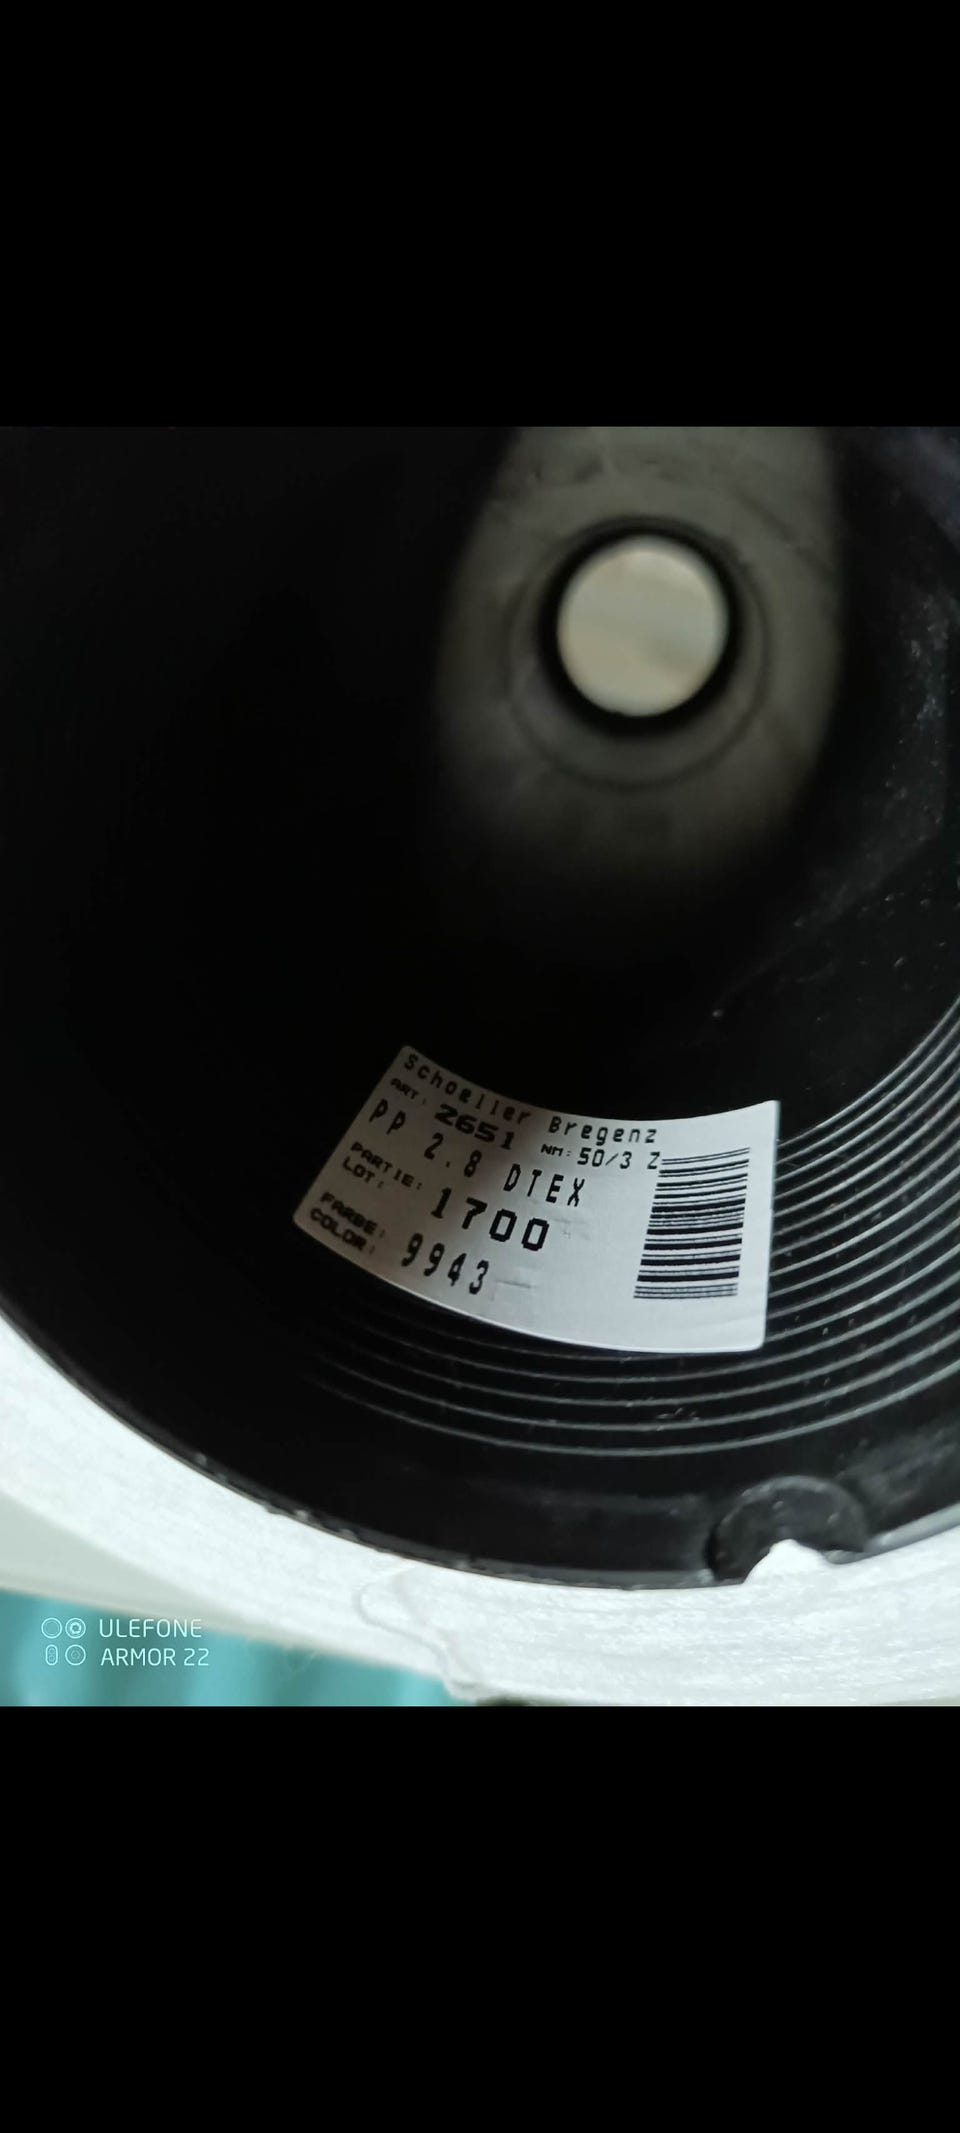 Schoeller Bregenz
ART: 2651 NM: 50/3 Z
PP 2.8 DTEX
PARTIE:
LOT: 1700
FARBE:
COLOR: 9943
ULEFONE
ARMOR 22